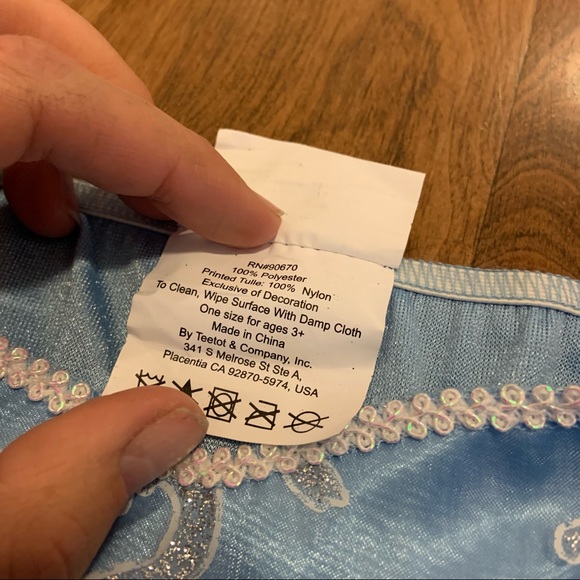 RN#90670
100% Polyester
Printed Tulle: 100% Nylon
Exclusive of Decoration
To Clean, Wipe Surface With Damp Cloth
One size for ages 3+
Made in China
By Teetot & Company, Inc.
341 S Melrose St Ste A,
Placentia CA 92870-5974, USA